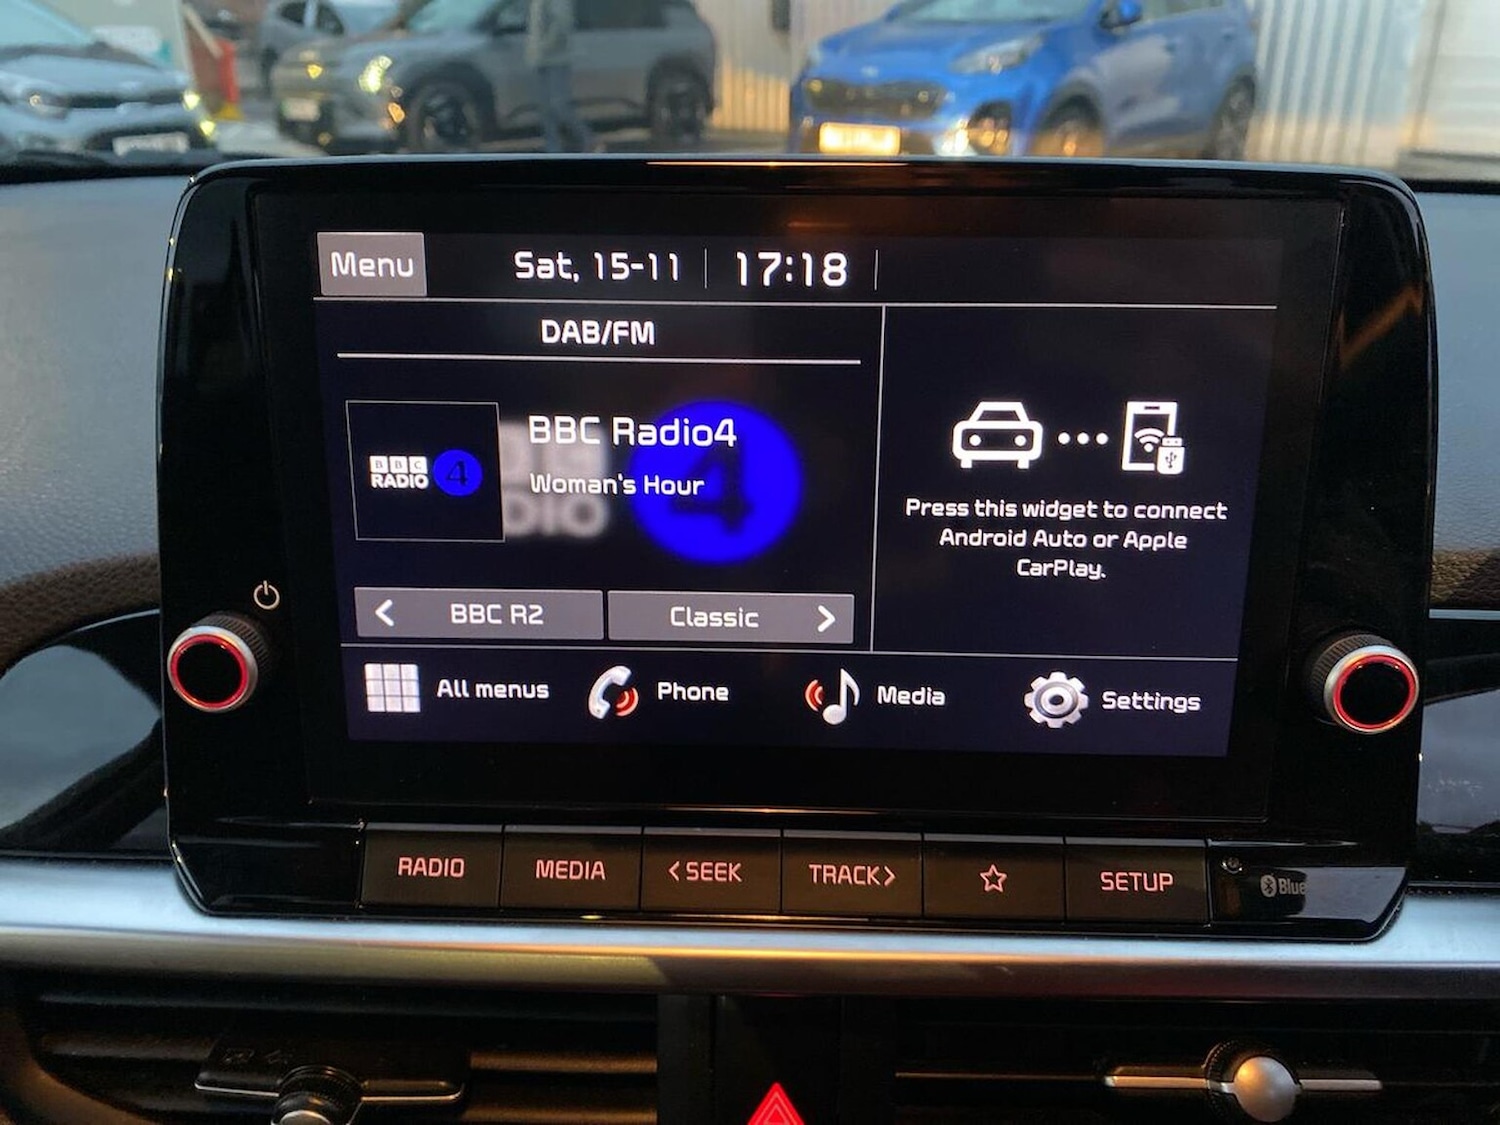 Menu
Sat, 15-11
17:18
DAB/FM
BBC
RADIO 4
BBC Radio4
Woman's Hour
Press this widget to connect
Android Auto or Apple
CarPlay.
< BBC R2
Classic >
All menus
Phone
Media
Settings
RADIO
MEDIA
< SEEK
TRACK >
SETUP
Blue